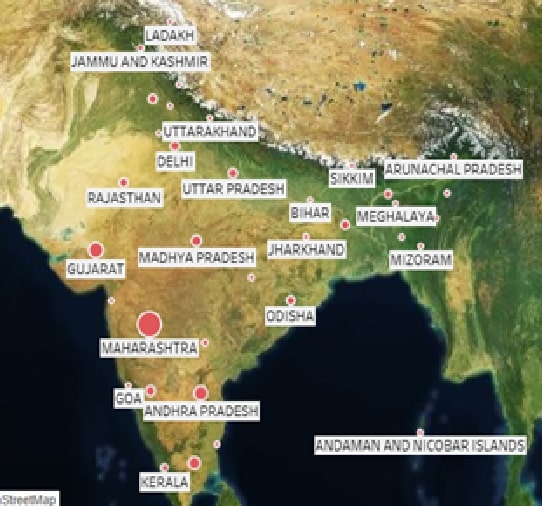 LADAKH
JAMMU AND KASHMIR
UTTARAKHAND
DELHI
ARUNACHAL PRADESH
SIKKIM
UTTAR PRADESH
RAJASTHAN
BIHAR
MEGHALAYA
JHARKHAND
MADHYA PRADESH
MIZORAM
GUJARAT
ODISHA
MAHARASHTRA
GOA
ANDHRA PRADESH
ANDAMAN AND NICOBAR ISLANDS
KERALA
StreetMap